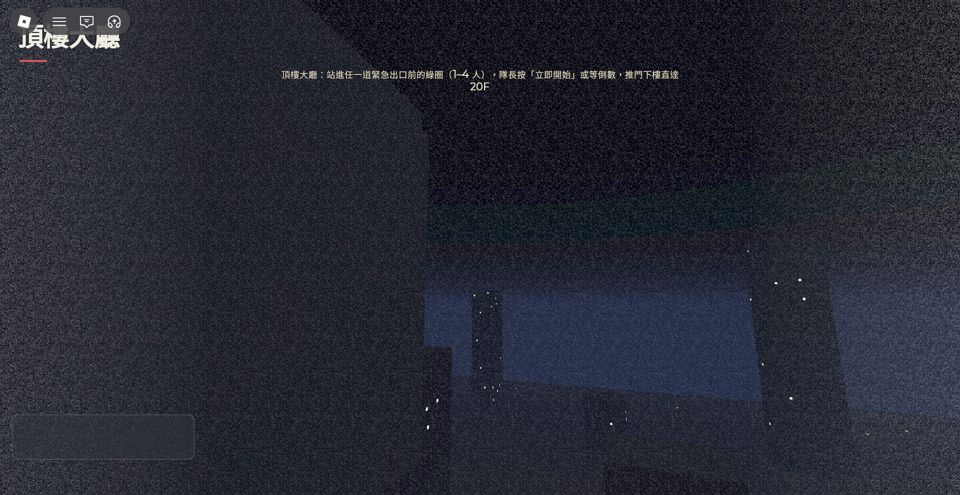 頂樓大廳
頂樓大廳：站進任一道緊急出口前的綠圈（1–4 人），隊長按「立即開始」或等倒數，推門下樓直達
20F